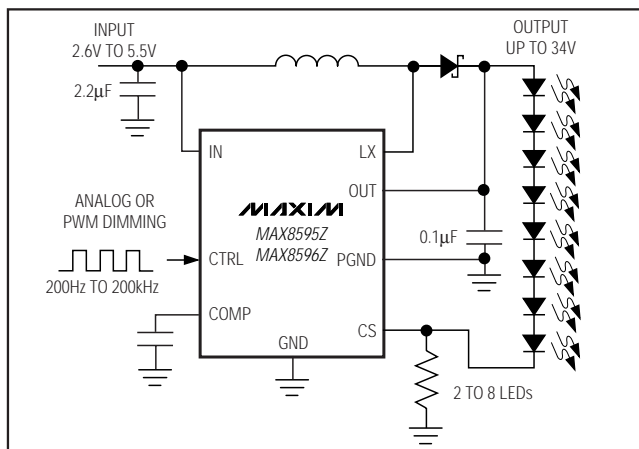 INPUT
2.6V TO 5.5V
OUTPUT
UP TO 34V
2.2μF
IN
LX
OUT
ANALOG OR
PWM DIMMING
MAXIM
MAX8595Z
MAX8596Z
0.1μF
CTRL
PGND
200Hz TO 200kHz
COMP
CS
GND
2 TO 8 LEDs